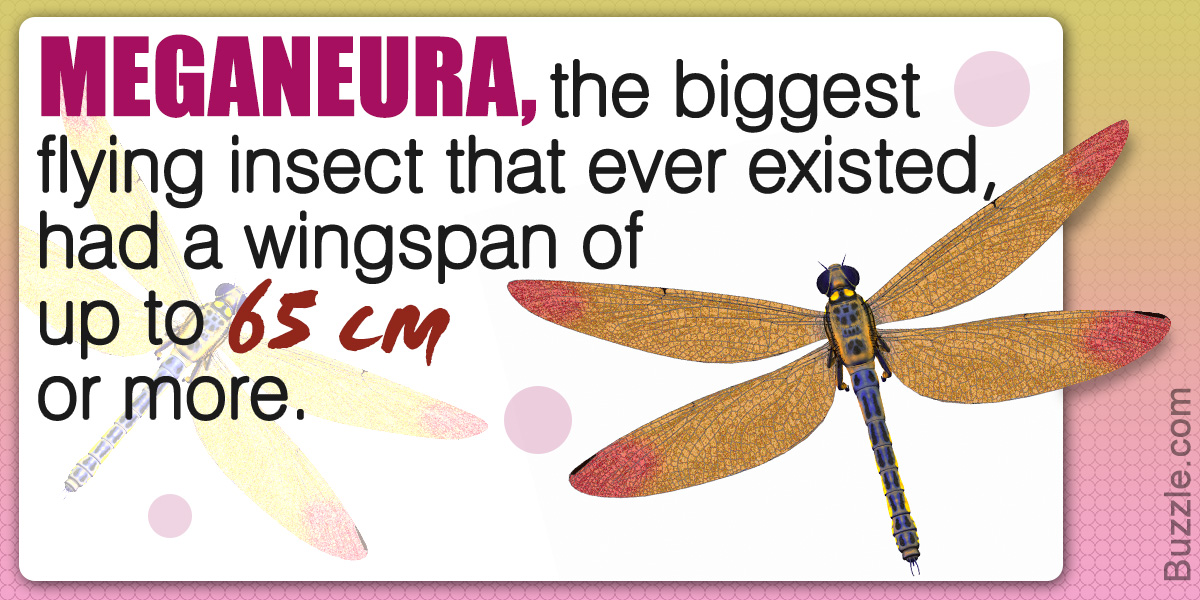 MEGANEURA, the biggest
flying insect that ever existed,
had a wingspan of
up to 65 cm
or more.
Buzzle.com